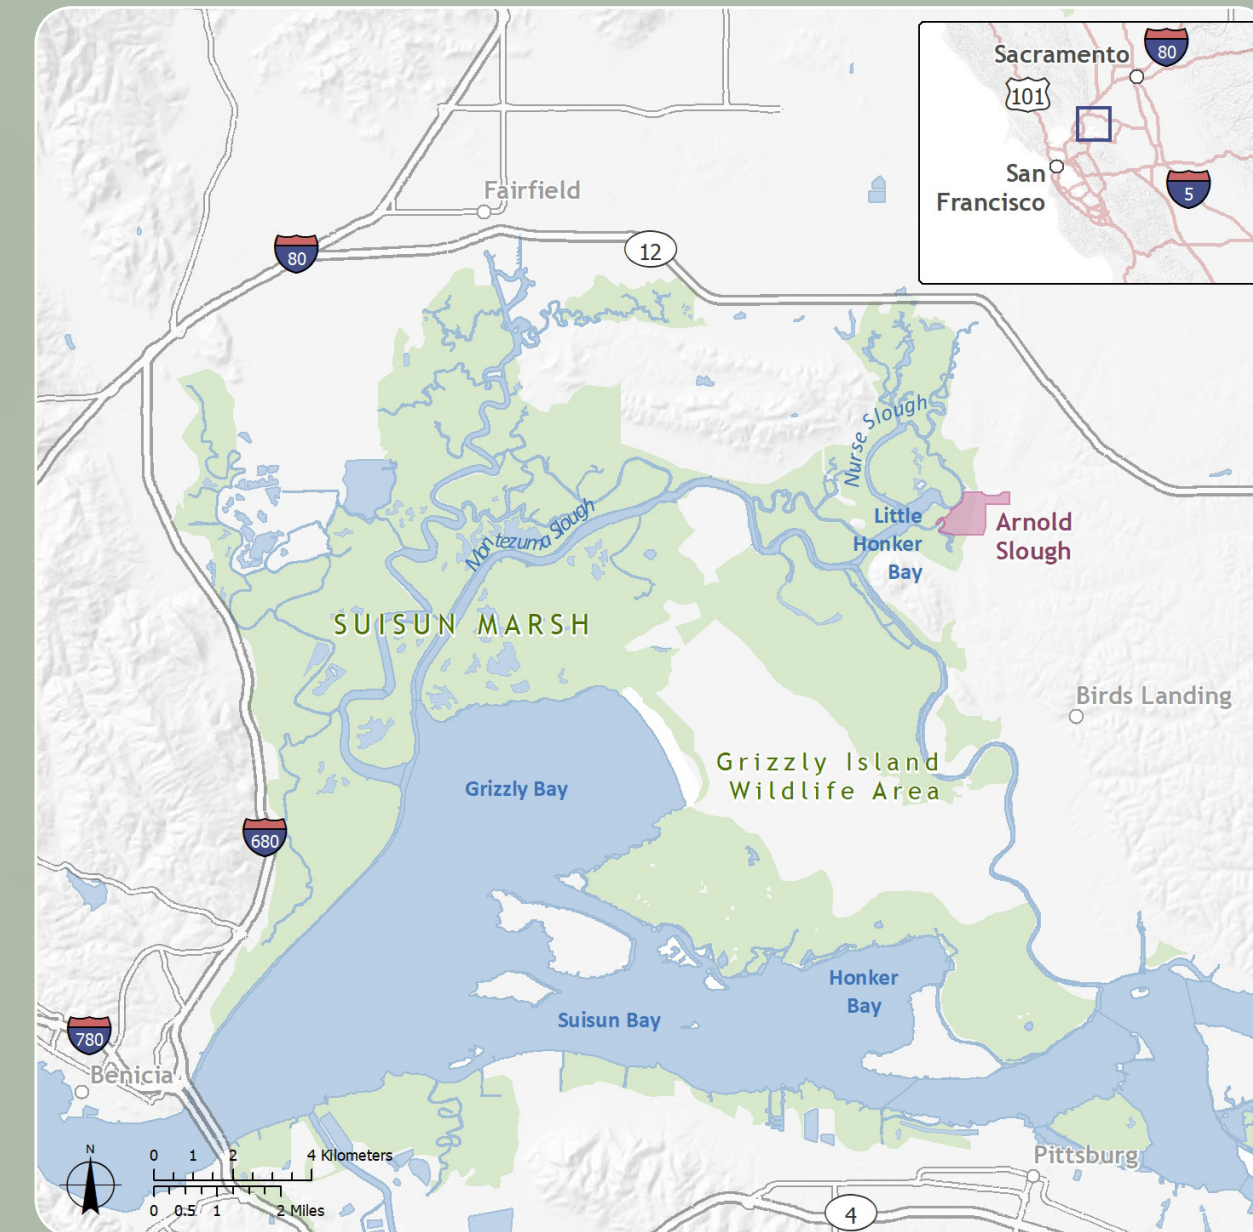 Sacramento
80
101
San
Francisco
5
Fairfield
80
12
Nurse Slough
Little
Honker
Bay
Arnold
Slough
Montezuma Slough
SUISUN MARSH
Birds Landing
Grizzly Island
Wildlife Area
Grizzly Bay
680
Honker
Bay
Suisun Bay
780
Benicia
Pittsburg
N
0 1 2 4 Kilometers
0 0.5 1 2 Miles
4